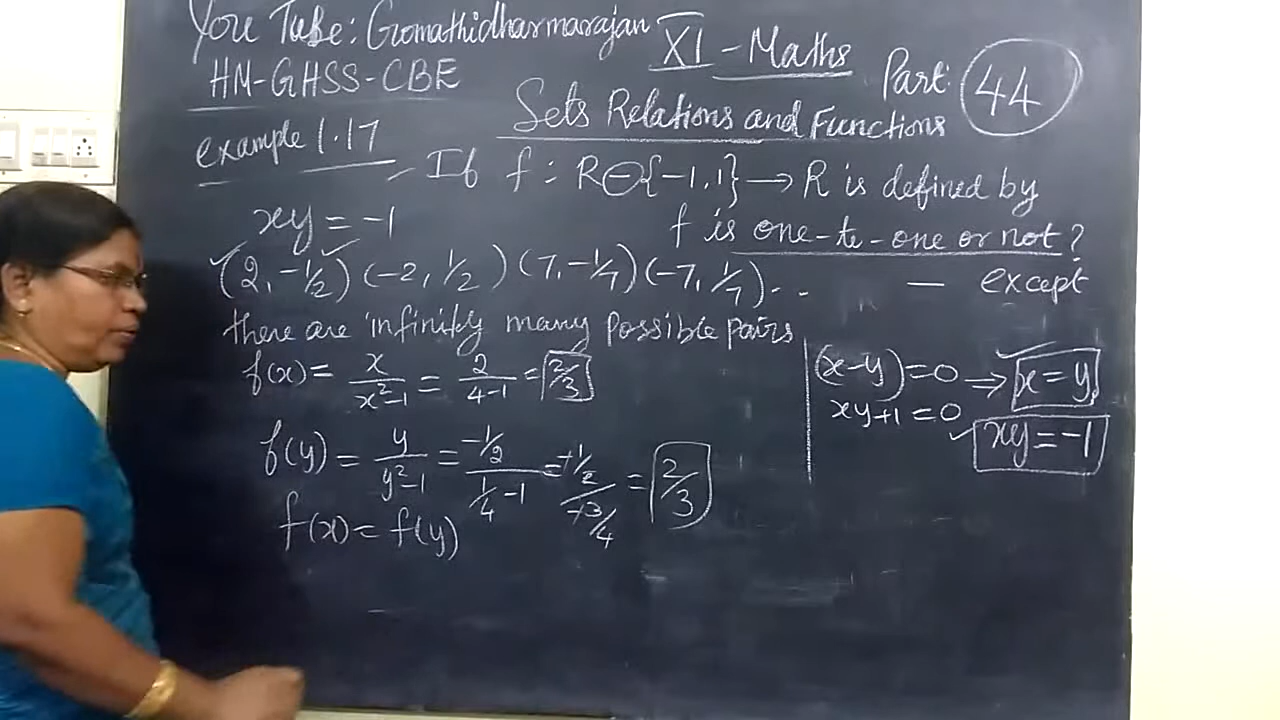 You Tube: Gomathidharmarajan
HM-GHSS-CBE
XI - Maths
Part: 44
Sets Relations and Functions
example 1.17
If f : R-{-1,1} → R is defined by
f is one-to-one or not?
xy = -1
(2, -1/2) (-2, 1/2) (7, -1/7) (-7, 1/7) ..
— except
there are infinitly many possible pairs
f(x) = x/x²-1 = 2/4-1 = 2/3
f(y) = y/y²-1 = -1/2/1/4-1 = -1/2/-3/4 = 2/3
f(x) = f(y)
(x-y) = 0 ⇒ x = y,
xy+1 = 0
xy = -1